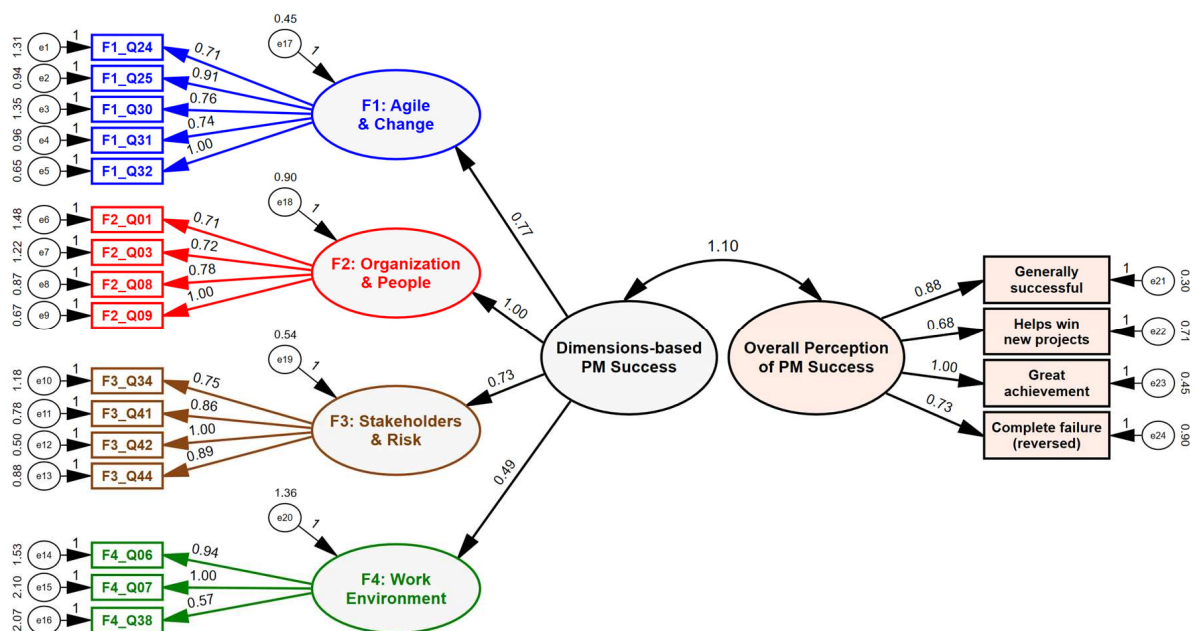 0.45
e17
1
1.31
e1
1
F1_Q24
0.71
0.94
e2
1
F1_Q25
0.91
1.35
e3
1
F1_Q30
0.76
0.96
e4
1
F1_Q31
0.74
0.65
e5
1
F1_Q32
1.00
F1: Agile
& Change
0.77
0.90
e18
1
1.48
e6
1
F2_Q01
0.71
1.22
e7
1
F2_Q03
0.72
0.87
e8
1
F2_Q08
0.78
0.67
e9
1
F2_Q09
1.00
F2: Organization
& People
1.00
0.54
e19
1
1.18
e10
1
F3_Q34
0.75
0.78
e11
1
F3_Q41
0.86
0.50
e12
1
F3_Q42
1.00
0.88
e13
1
F3_Q44
0.89
F3: Stakeholders
& Risk
0.73
1.36
e20
1
1.53
e14
1
F4_Q06
0.94
2.10
e15
1
F4_Q07
1.00
2.07
e16
1
F4_Q38
0.57
F4: Work
Environment
0.49
Dimensions-based
PM Success
1.10
Overall Perception
of PM Success
0.88
Generally
successful
1
e21
0.30
0.68
Helps win
new projects
1
e22
0.71
1.00
Great
achievement
1
e23
0.45
0.73
Complete failure
(reversed)
1
e24
0.90